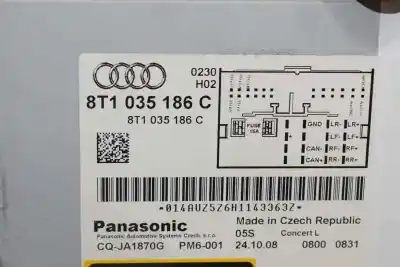 0230
H02
8T1 035 186 C
8T1 035 186 C
FUSE
GND LR- LR+
+ LF- LF+
CAN- RF- RF+
CAN+ RR- RR+
Panasonic
Made in Czech Republic
Panasonic Automotive Systems Czech, s.r.o.
05S Concert L
CQ-JA1870G PM6-001 24.10.08 0800 0831